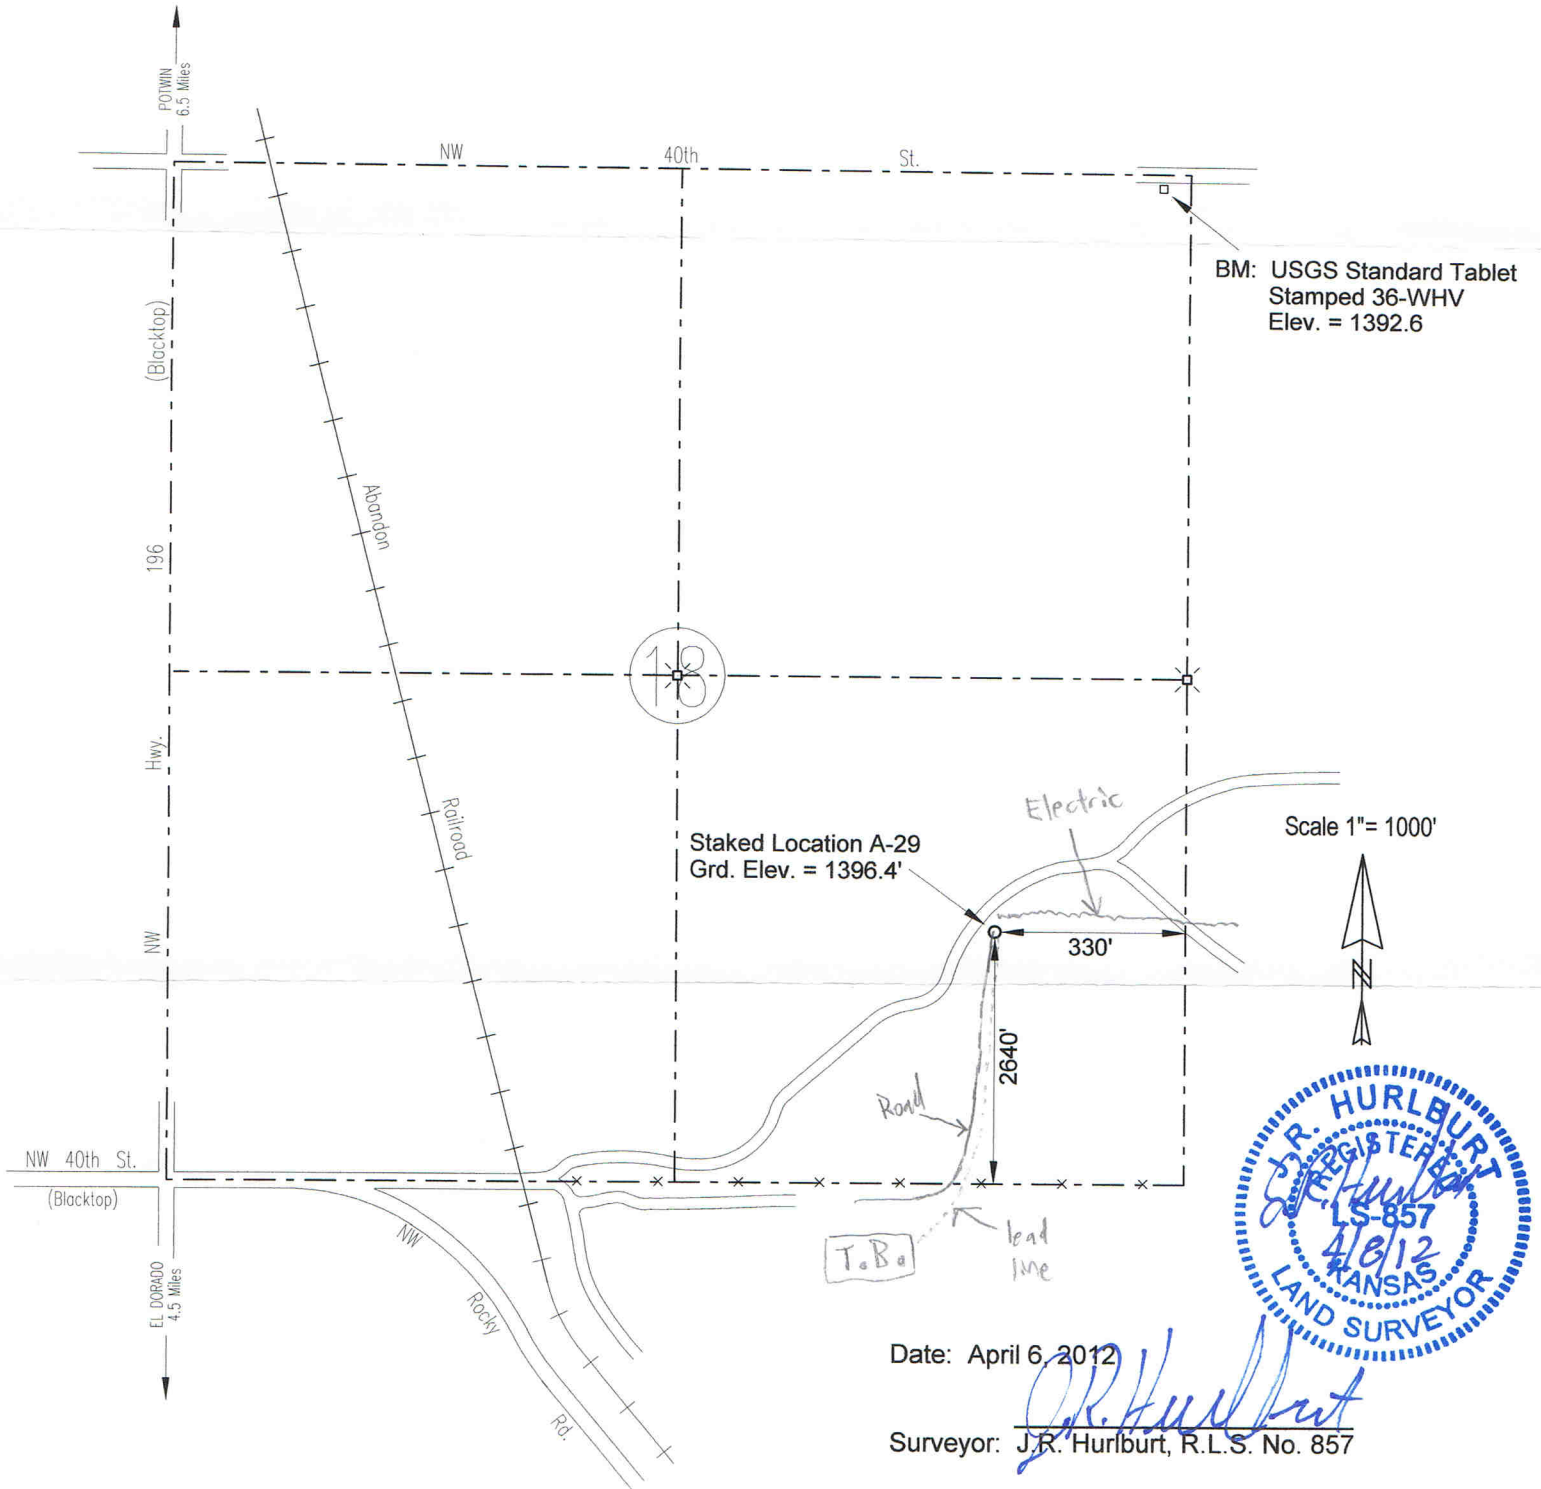 POTWIN
6.5 Miles
NW 40th St.
BM: USGS Standard Tablet
Stamped 36-WHV
Elev. = 1392.6
(Blacktop)
196
Hwy.
NW
Abandon
Railroad
18
Electric
Staked Location A-29
Grd. Elev. = 1396.4'
Scale 1"= 1000'
330'
N
2640'
Road
NW 40th St.
(Blacktop)
T.B.
lead
line
NW
Rocky
Rd.
EL DORADO
4.5 Miles
J.R. HURLBURT
REGISTERED
J.R. Hurlburt
LS-857
4/8/12
KANSAS
LAND SURVEYOR
Date: April 6, 2012
J.R. Hurlburt
Surveyor: J.R. Hurlburt, R.L.S. No. 857